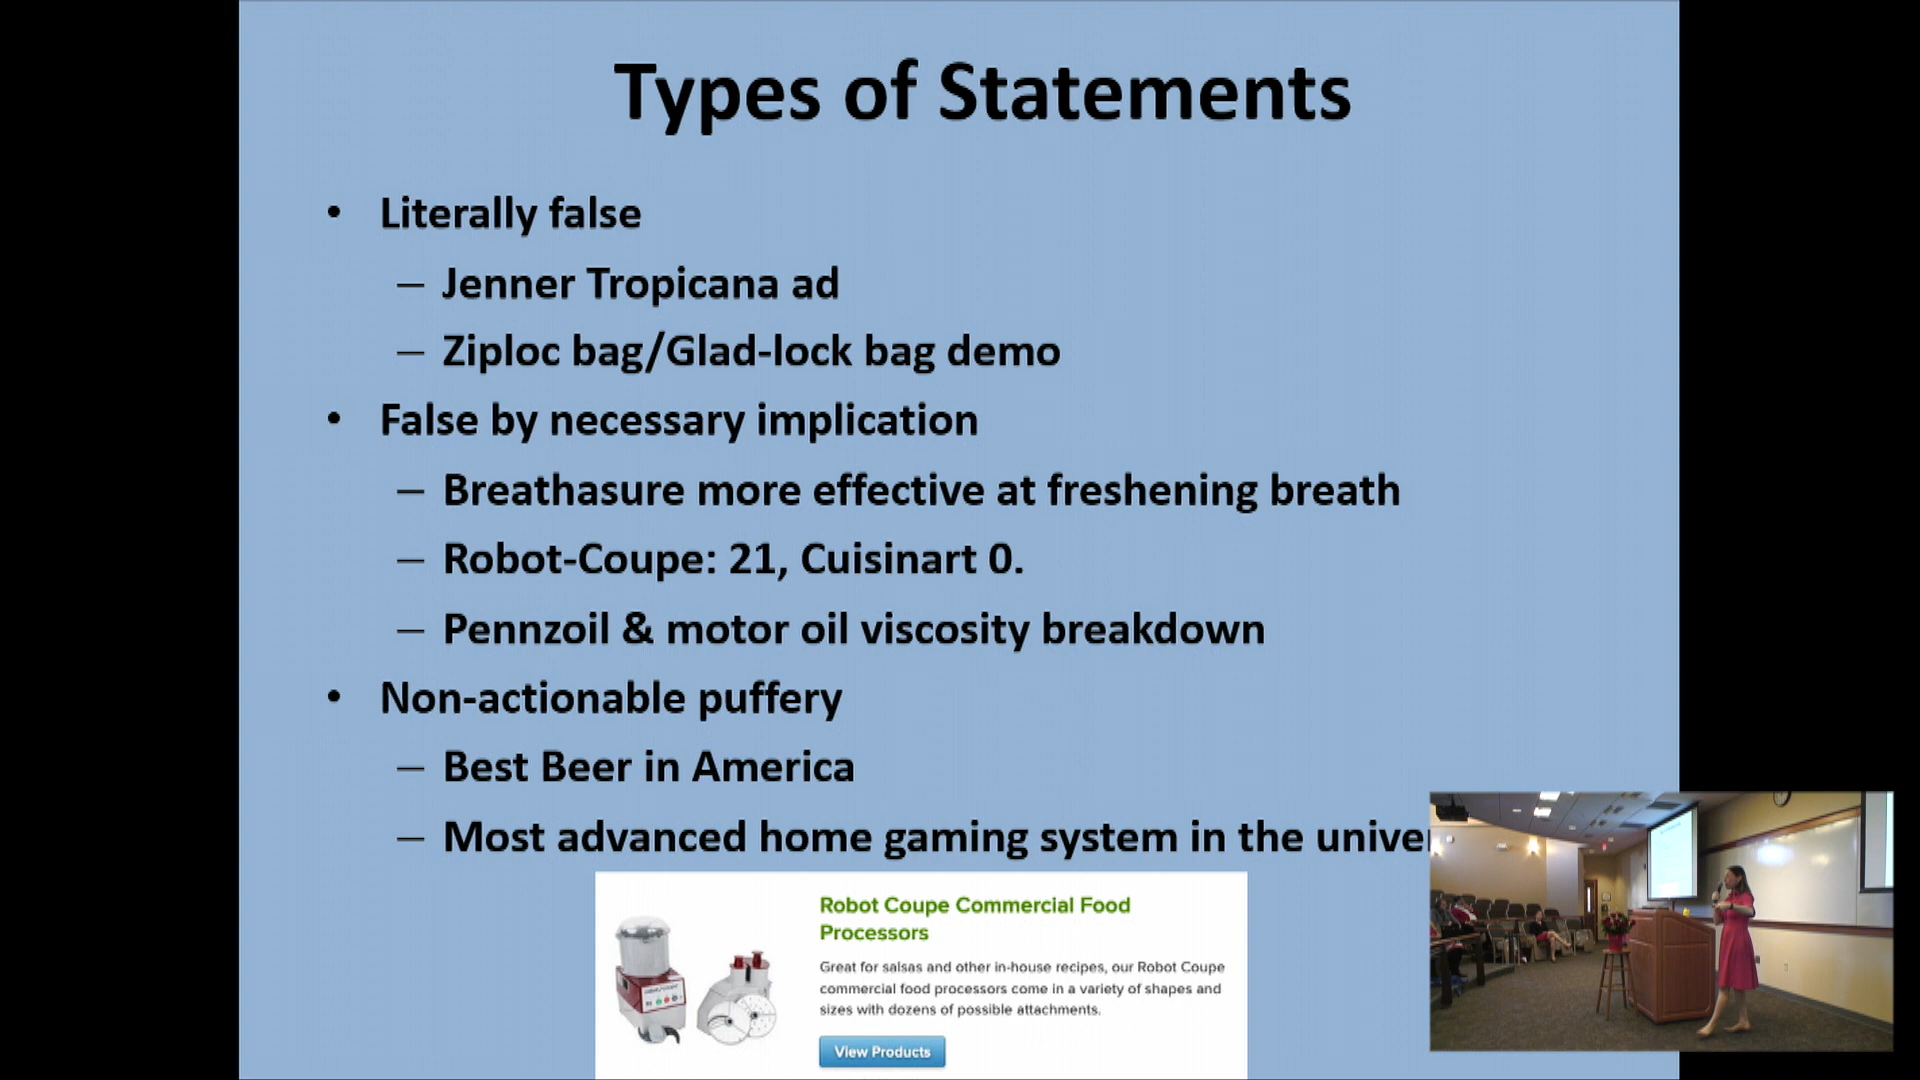 Types of Statements
• Literally false
– Jenner Tropicana ad
– Ziploc bag/Glad-lock bag demo
• False by necessary implication
– Breathasure more effective at freshening breath
– Robot-Coupe: 21, Cuisinart 0.
– Pennzoil & motor oil viscosity breakdown
• Non-actionable puffery
– Best Beer in America
– Most advanced home gaming system in the univer
Robot Coupe Commercial Food
Processors
Great for salsas and other in-house recipes, our Robot Coupe
commercial food processors come in a variety of shapes and
sizes with dozens of possible attachments.
View Products